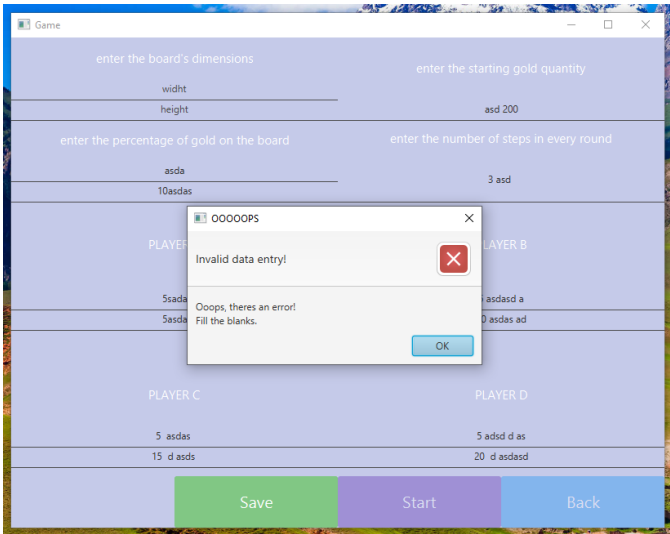 Game
enter the board's dimensions
enter the starting gold quantity
widht
height
asd 200
enter the percentage of gold on the board
enter the number of steps in every round
asda
3 asd
10asdas
OOOOOPS
Invalid data entry!
PLAYER
LAYER B
Ooops, theres an error!
Fill the blanks.
5sada
asdasd a
5asda
0 asdas ad
OK
PLAYER C
PLAYER D
5 asdas
5 adsd d as
15 d asds
20 d asdasd
Save
Start
Back